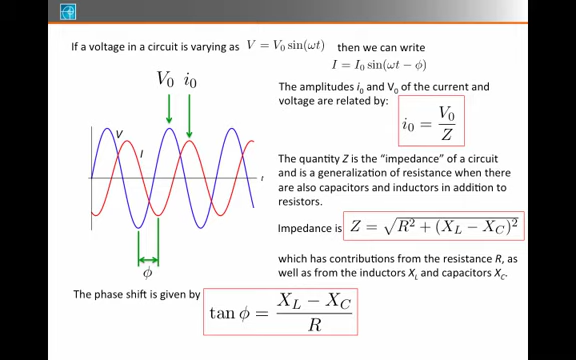 If a voltage in a circuit is varying as V = V₀ sin(ωt) then we can write
I = I₀ sin(ωt − ϕ)
V₀ i₀
V
I
t
ϕ
The amplitudes i₀ and V₀ of the current and
voltage are related by:
i₀ = V₀/Z
The quantity Z is the “impedance” of a circuit
and is a generalization of resistance when there
are also capacitors and inductors in addition to
resistors.
Impedance is Z = √(R² + (X_L − X_C)²)
which has contributions from the resistance R, as
well as from the inductors X_L and capacitors X_C.
The phase shift is given by
tan ϕ = (X_L − X_C)/R